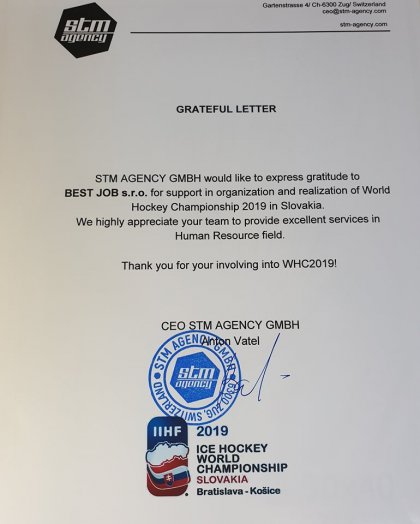 stm
agency
Gartenstrasse 4/ Ch-6300 Zug/ Switzerland
ceo@stm-agency.com
stm-agency.com
GRATEFUL LETTER
STM AGENCY GMBH would like to express gratitude to
BEST JOB s.r.o. for support in organization and realization of World
Hockey Championship 2019 in Slovakia.
We highly appreciate your team to provide excellent services in
Human Resource field.
Thank you for your involving into WHC2019!
CEO STM AGENCY GMBH
Anton Vatel
STM AGENCY GMBH
6300 ZUG, SWITZERLAND
stm
agency
IIHF
2019
ICE HOCKEY
WORLD
CHAMPIONSHIP
SLOVAKIA
Bratislava - Košice